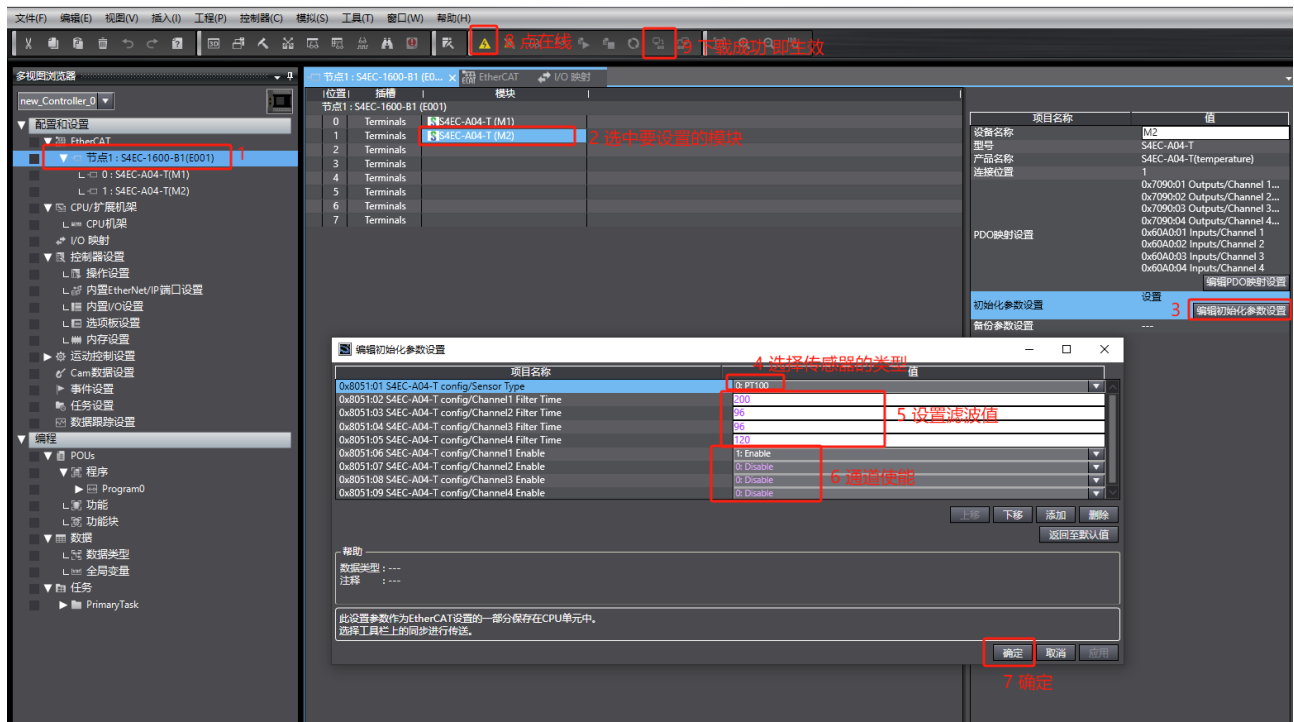 文件(F) 编辑(E) 视图(V) 插入(I) 工程(P) 控制器(C) 模拟(S) 工具(T) 窗口(W) 帮助(H)
8 点在线
9 下载成功即生效
多视图浏览器
new_Controller_0
配置和设置
EtherCAT
节点1 : S4EC-1600-B1(E001)
1
0 : S4EC-A04-T(M1)
1 : S4EC-A04-T(M2)
CPU/扩展机架
CPU机架
I/O 映射
控制器设置
操作设置
内置EtherNet/IP端口设置
内置I/O设置
选项板设置
内存设置
运动控制设置
Cam数据设置
事件设置
任务设置
数据跟踪设置
编程
POUs
程序
Program0
功能
功能块
数据
数据类型
全局变量
任务
PrimaryTask
节点1 : S4EC-1600-B1 (E0... EtherCAT I/O 映射
位置 插槽 模块
节点1 : S4EC-1600-B1 (E001)
0 Terminals S4EC-A04-T (M1)
1 Terminals S4EC-A04-T (M2)
2 Terminals
3 Terminals
4 Terminals
5 Terminals
6 Terminals
7 Terminals
2 选中要设置的模块
项目名称 值
设备名称 M2
型号 S4EC-A04-T
产品名称 S4EC-A04-T(temperature)
连接位置 1
PDO映射设置
0x7090:01 Outputs/Channel 1...
0x7090:02 Outputs/Channel 2...
0x7090:03 Outputs/Channel 3...
0x7090:04 Outputs/Channel 4...
0x60A0:01 Inputs/Channel 1
0x60A0:02 Inputs/Channel 2
0x60A0:03 Inputs/Channel 3
0x60A0:04 Inputs/Channel 4
编辑PDO映射设置
初始化参数设置 设置
3 编辑初始化参数设置
备份参数设置 ---
编辑初始化参数设置
4 选择传感器的类型
项目名称 值
0x8051:01 S4EC-A04-T config/Sensor Type 0: PT100
0x8051:02 S4EC-A04-T config/Channel1 Filter Time 200
0x8051:03 S4EC-A04-T config/Channel2 Filter Time 96
0x8051:04 S4EC-A04-T config/Channel3 Filter Time 96
0x8051:05 S4EC-A04-T config/Channel4 Filter Time 120
0x8051:06 S4EC-A04-T config/Channel1 Enable 1: Enable
0x8051:07 S4EC-A04-T config/Channel2 Enable 0: Disable
0x8051:08 S4EC-A04-T config/Channel3 Enable 0: Disable
0x8051:09 S4EC-A04-T config/Channel4 Enable 0: Disable
5 设置滤波值
6 通道使能
上移 下移 添加 删除
返回至默认值
帮助
数据类型 : ---
注释 : ---
此设置参数作为EtherCAT设置的一部分保存在CPU单元中。
选择工具栏上的同步进行传送。
确定 取消 应用
7 确定